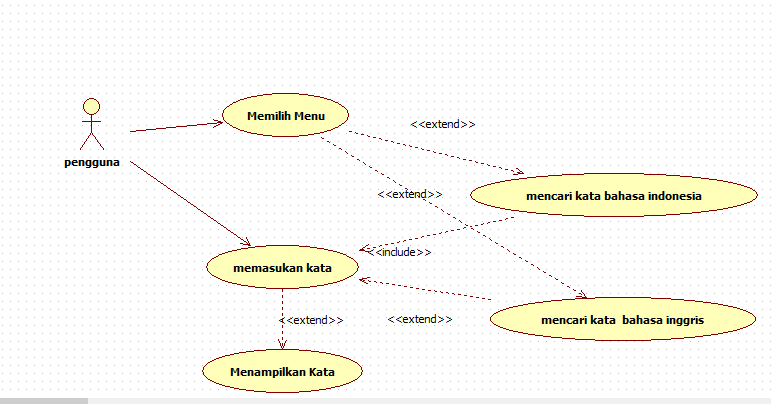 Memilih Menu
<<extend>>
pengguna
<<extend>>
mencari kata bahasa indonesia
<<include>>
memasukan kata
<<extend>>
<<extend>>
mencari kata  bahasa inggris
Menampilkan Kata